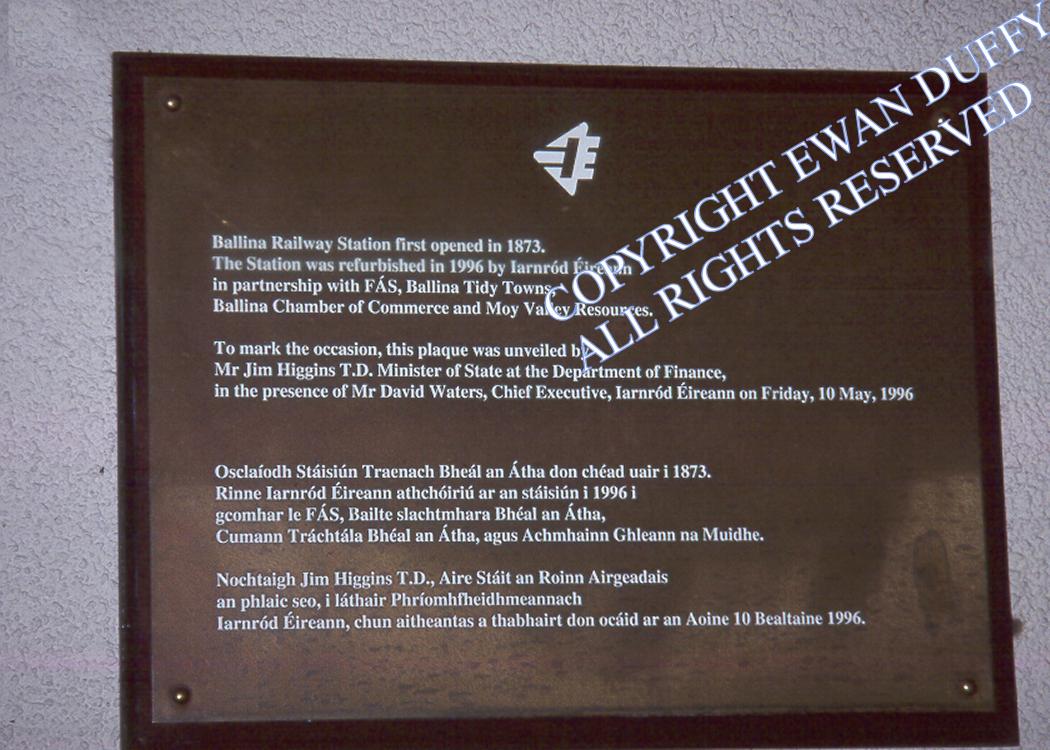 COPYRIGHT EWAN DUFFY
ALL RIGHTS RESERVED
IE
Ballina Railway Station first opened in 1873.
The Station was refurbished in 1996 by Iarnród Éireann
in partnership with FÁS, Ballina Tidy Towns,
Ballina Chamber of Commerce and Moy Valley Resources.
To mark the occasion, this plaque was unveiled by
Mr Jim Higgins T.D. Minister of State at the Department of Finance,
in the presence of Mr David Waters, Chief Executive, Iarnród Éireann on Friday, 10 May, 1996
Osclaíodh Stáisiún Traenach Bheál an Átha don chéad uair i 1873.
Rinne Iarnród Éireann athchóiriú ar an stáisiún i 1996 i
gcomhar le FÁS, Bailte slachtmhara Bhéal an Átha,
Cumann Tráchtála Bhéal an Átha, agus Achmhainn Ghleann na Muidhe.
Nochtaigh Jim Higgins T.D., Aire Stáit an Roinn Airgeadais
an phlaic seo, i láthair Phríomhfheidhmeannach
Iarnród Éireann, chun aitheantas a thabhairt don ocáid ar an Aoine 10 Bealtaine 1996.